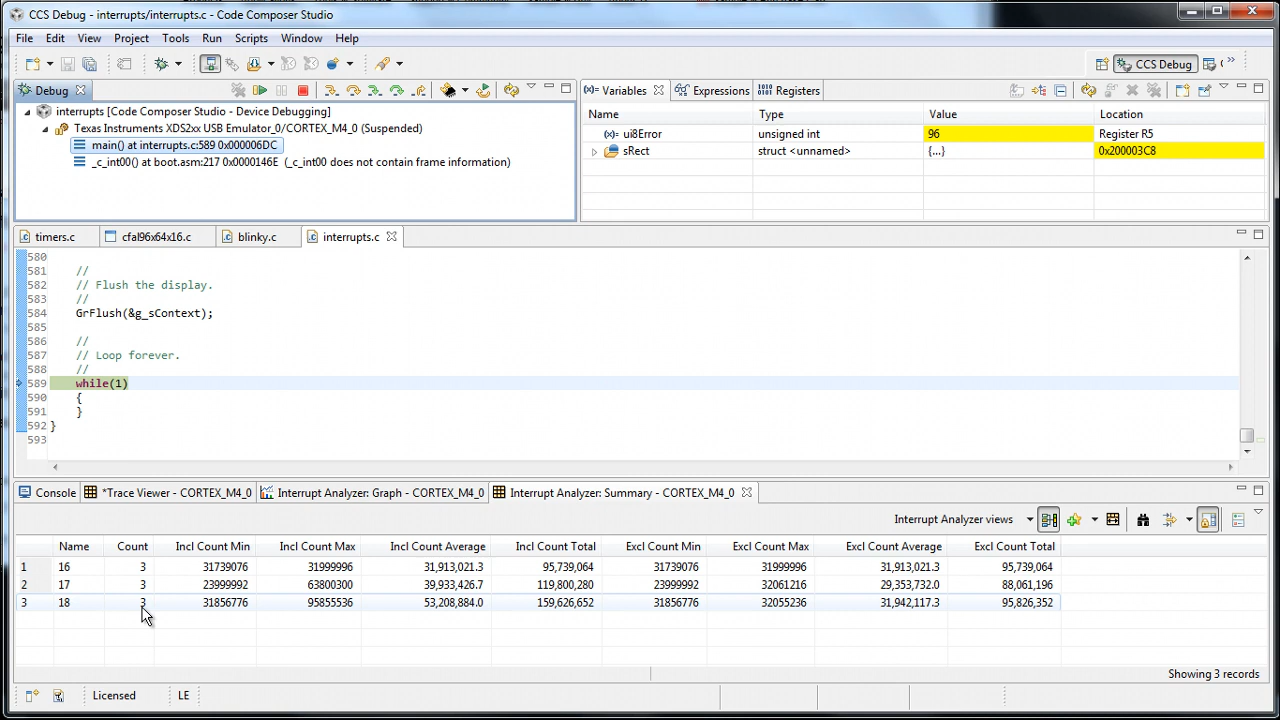 CCS Debug - interrupts/interrupts.c - Code Composer Studio
File Edit View Project Tools Run Scripts Window Help
CCS Debug
Debug
interrupts [Code Composer Studio - Device Debugging]
Texas Instruments XDS2xx USB Emulator_0/CORTEX_M4_0 (Suspended)
main() at interrupts.c:589 0x000006DC
_c_int00() at boot.asm:217 0x0000146E (_c_int00 does not contain frame information)
Variables Expressions Registers
Name Type Value Location
ui8Error unsigned int 96 Register R5
sRect struct <unnamed> {...} 0x200003C8
timers.c cfal96x64x16.c blinky.c interrupts.c
580
581 //
582 // Flush the display.
583 //
584 GrFlush(&g_sContext);
585
586 //
587 // Loop forever.
588 //
589 while(1)
590 {
591 }
592 }
593
Console *Trace Viewer - CORTEX_M4_0 Interrupt Analyzer: Graph - CORTEX_M4_0 Interrupt Analyzer: Summary - CORTEX_M4_0
Interrupt Analyzer views
Name Count Incl Count Min Incl Count Max Incl Count Average Incl Count Total Excl Count Min Excl Count Max Excl Count Average Excl Count Total
1 16 3 31739076 31999996 31,913,021.3 95,739,064 31739076 31999996 31,913,021.3 95,739,064
2 17 3 23999992 63800300 39,933,426.7 119,800,280 23999992 32061216 29,353,732.0 88,061,196
3 18 3 31856776 95855536 53,208,884.0 159,626,652 31856776 32055236 31,942,117.3 95,826,352
Showing 3 records
Licensed LE